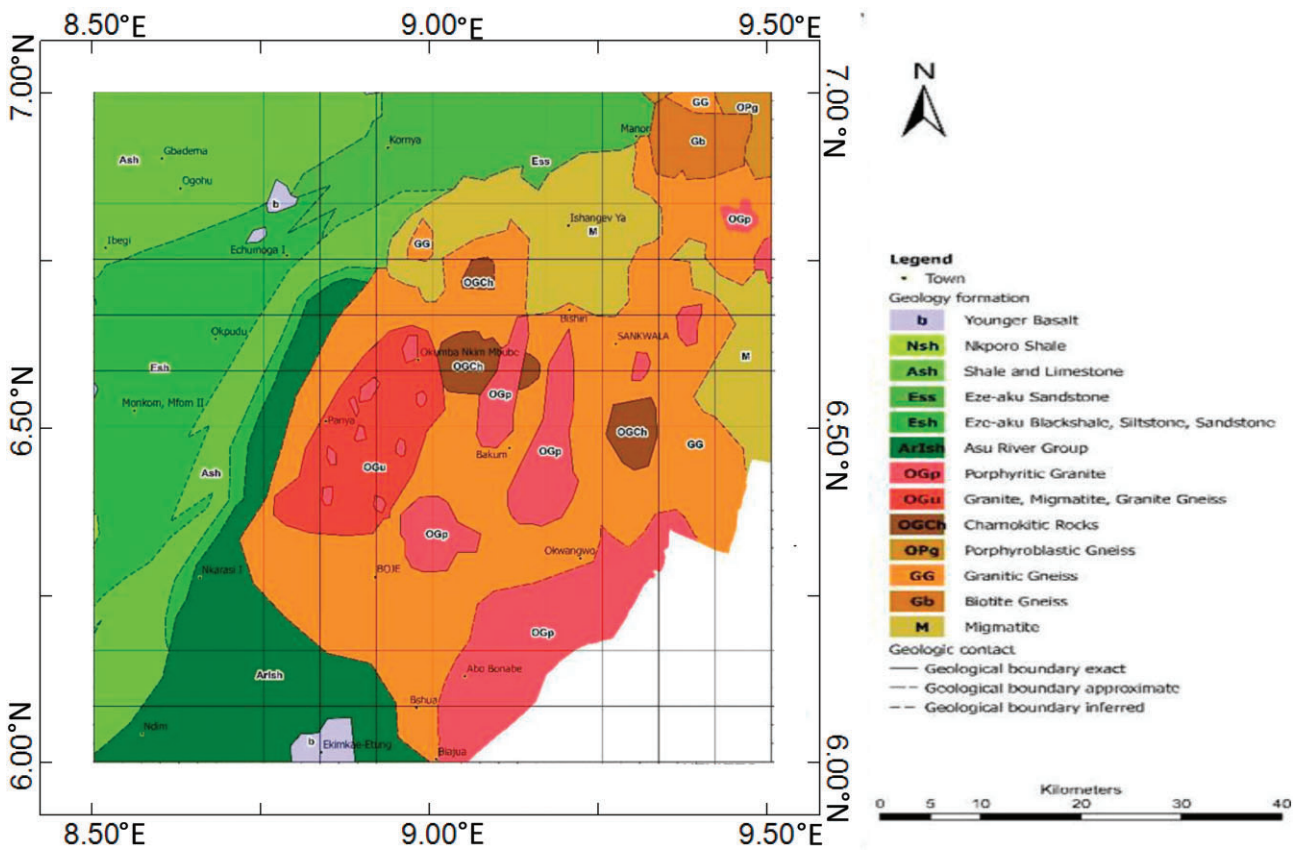 8.50°E 9.00°E 9.50°E
7.00°N 7.00°N
GG OPg
Manor Gb
Kornya
Ash Gbadema Ess
Ogohu
b OGp
Ishangev Ya
M
Ibegi Echumoga I GG
OGCh
Bishiri
Okpudu SANKWALA
Okumba Nkim Mbube
Esh OGCh M
OGp
Monkom, Mfom II Panya
6.50°N 6.50°N
OGCh GG
Bakum OGp
Ash OGu
OGp
Okwangwo
Nkarasi I BOJE
OGp
ArIsh Abo Bonabe
Bshua
Ndim
b Ekimkae-Etung
Biajua
6.00°N 6.00°N
8.50°E 9.00°E 9.50°E
N
Legend
Town
Geology formation
b Younger Basalt
Nsh Nkporo Shale
Ash Shale and Limestone
Ess Eze-aku Sandstone
Esh Eze-aku Blackshale, Siltstone, Sandstone
ArIsh Asu River Group
OGp Porphyritic Granite
OGu Granite, Migmatite, Granite Gneiss
OGCh Charnokitic Rocks
OPg Porphyroblastic Gneiss
GG Granitic Gneiss
Gb Biotite Gneiss
M Migmatite
Geologic contact
Geological boundary exact
Geological boundary approximate
Geological boundary inferred
Kilometers
0 5 10 20 30 40